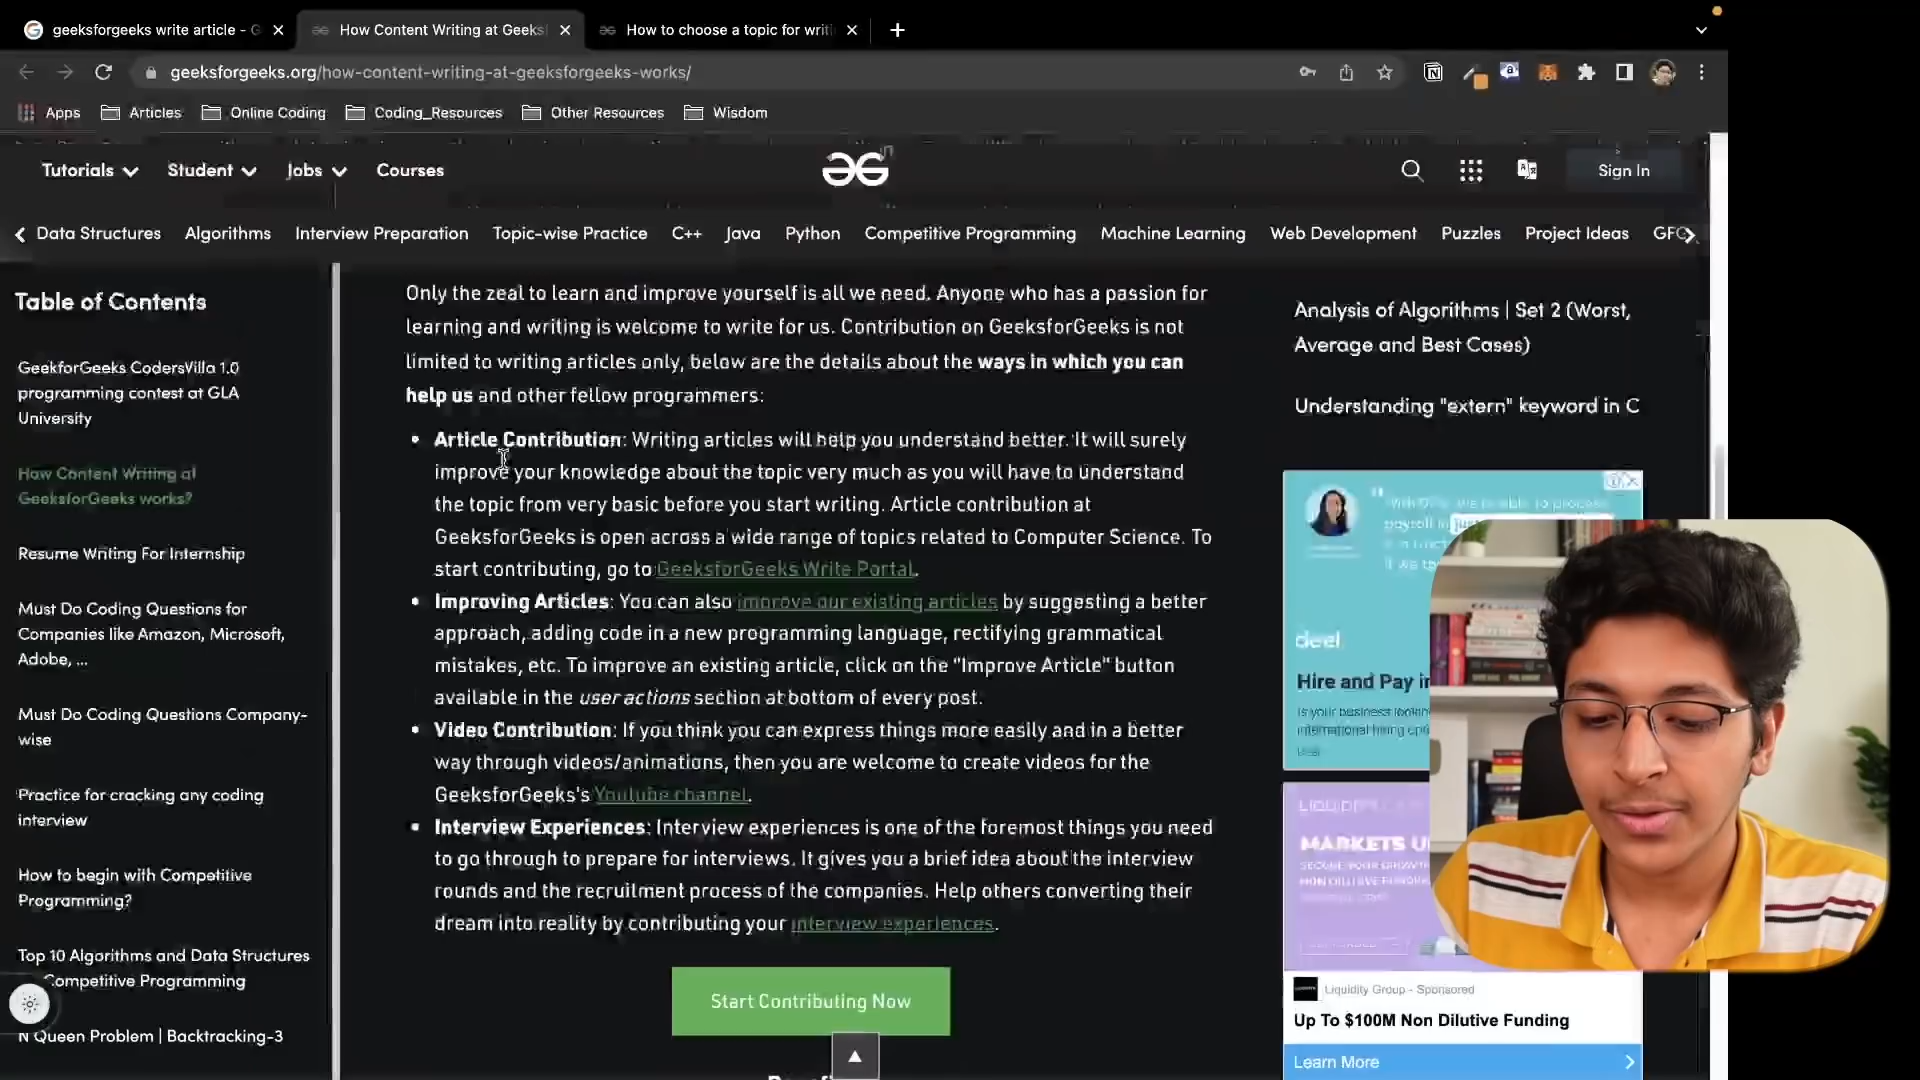 geeksforgeeks write article - G
How Content Writing at Geeks
How to choose a topic for writi
geeksforgeeks.org/how-content-writing-at-geeksforgeeks-works/
Apps
Articles
Online Coding
Coding_Resources
Other Resources
Wisdom
Tutorials
Student
Jobs
Courses
Sign In
Data Structures
Algorithms
Interview Preparation
Topic-wise Practice
C++
Java
Python
Competitive Programming
Machine Learning
Web Development
Puzzles
Project Ideas
GFG
Table of Contents
GeekforGeeks CodersVilla 1.0
programming contest at GLA
University
How Content Writing at
GeeksforGeeks works?
Resume Writing For Internship
Must Do Coding Questions for
Companies like Amazon, Microsoft,
Adobe, ...
Must Do Coding Questions Company-
wise
Practice for cracking any coding
interview
How to begin with Competitive
Programming?
Top 10 Algorithms and Data Structures
Competitive Programming
N Queen Problem | Backtracking-3
Only the zeal to learn and improve yourself is all we need. Anyone who has a passion for
learning and writing is welcome to write for us. Contribution on GeeksforGeeks is not
limited to writing articles only, below are the details about the ways in which you can
help us and other fellow programmers:
• Article Contribution: Writing articles will help you understand better. It will surely
improve your knowledge about the topic very much as you will have to understand
the topic from very basic before you start writing. Article contribution at
GeeksforGeeks is open across a wide range of topics related to Computer Science. To
start contributing, go to GeeksforGeeks Write Portal.
• Improving Articles: You can also improve our existing articles by suggesting a better
approach, adding code in a new programming language, rectifying grammatical
mistakes, etc. To improve an existing article, click on the "Improve Article" button
available in the user actions section at bottom of every post.
• Video Contribution: If you think you can express things more easily and in a better
way through videos/animations, then you are welcome to create videos for the
GeeksforGeeks's Youtube channel.
• Interview Experiences: Interview experiences is one of the foremost things you need
to go through to prepare for interviews. It gives you a brief idea about the interview
rounds and the recruitment process of the companies. Help others converting their
dream into reality by contributing your interview experiences.
Start Contributing Now
Analysis of Algorithms | Set 2 (Worst,
Average and Best Cases)
Understanding "extern" keyword in C
payroll in
deel.
Hire and Pay in
Is your business looking
MARKETS U
Liquidity Group - Sponsored
Up To $100M Non Dilutive Funding
Learn More